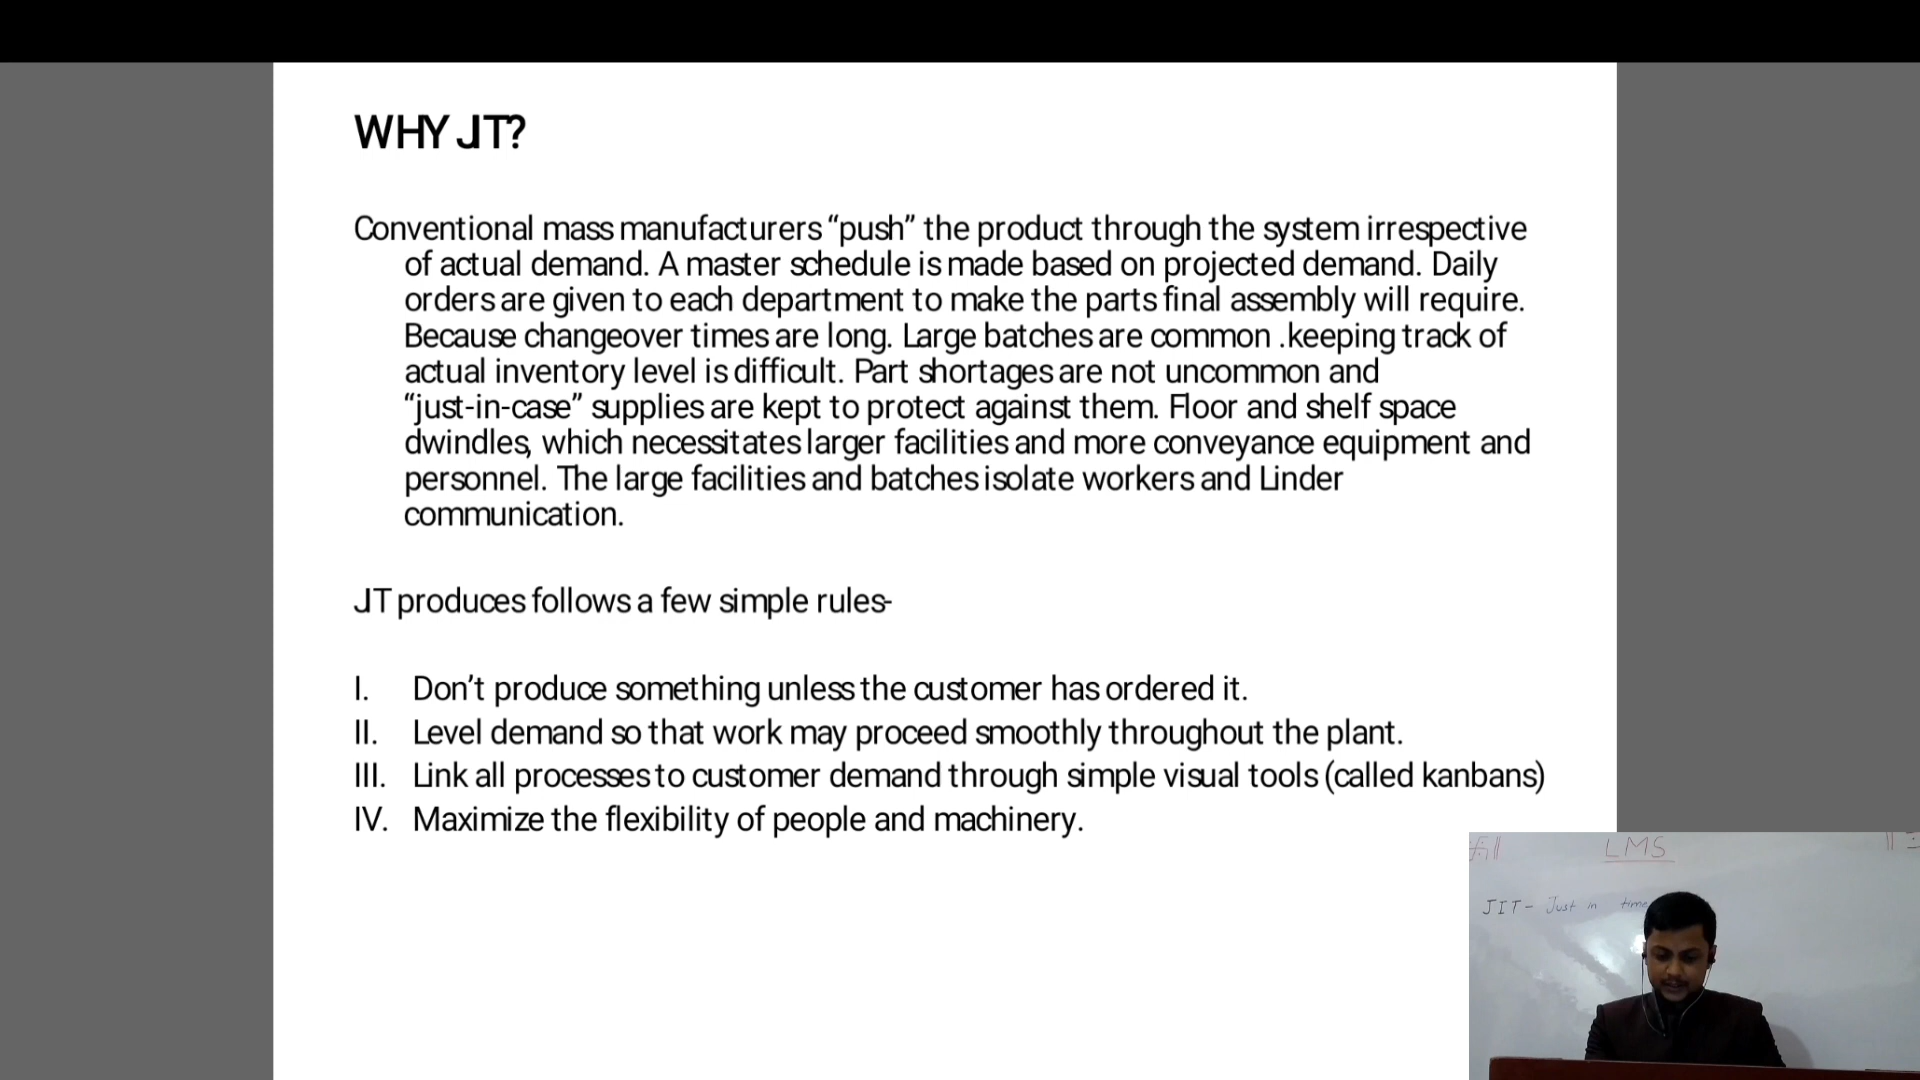 WHY JIT?
Conventional mass manufacturers “push” the product through the system irrespective
of actual demand. A master schedule is made based on projected demand. Daily
orders are given to each department to make the parts final assembly will require.
Because changeover times are long. Large batches are common .keeping track of
actual inventory level is difficult. Part shortages are not uncommon and
“just-in-case” supplies are kept to protect against them. Floor and shelf space
dwindles, which necessitates larger facilities and more conveyance equipment and
personnel. The large facilities and batches isolate workers and Linder
communication.
JIT produces follows a few simple rules-
I. Don’t produce something unless the customer has ordered it.
II. Level demand so that work may proceed smoothly throughout the plant.
III. Link all processes to customer demand through simple visual tools (called kanbans)
IV. Maximize the flexibility of people and machinery.
LMS
JIT- Just in time